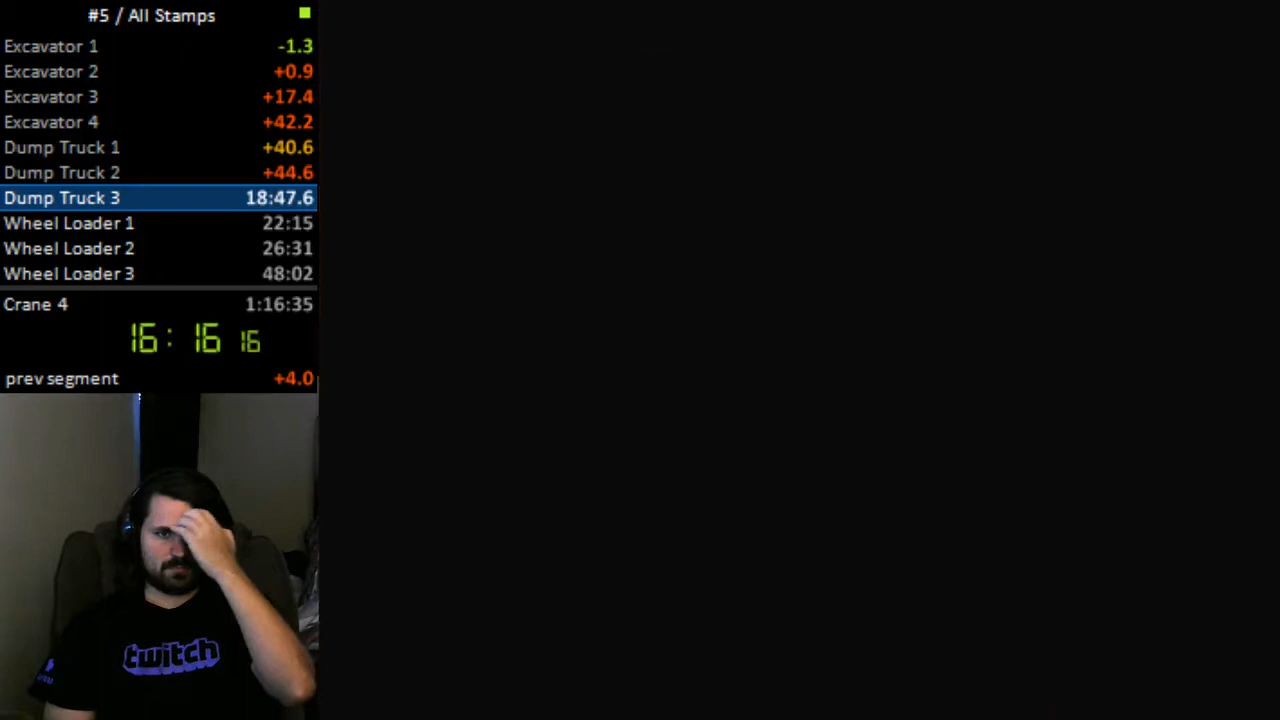 #5 / All Stamps
Excavator 1 -1.3
Excavator 2 +0.9
Excavator 3 +17.4
Excavator 4 +42.2
Dump Truck 1 +40.6
Dump Truck 2 +44.6
Dump Truck 3 18:47.6
Wheel Loader 1 22:15
Wheel Loader 2 26:31
Wheel Loader 3 48:02
Crane 4 1:16:35
16:16 16
prev segment +4.0
twitch